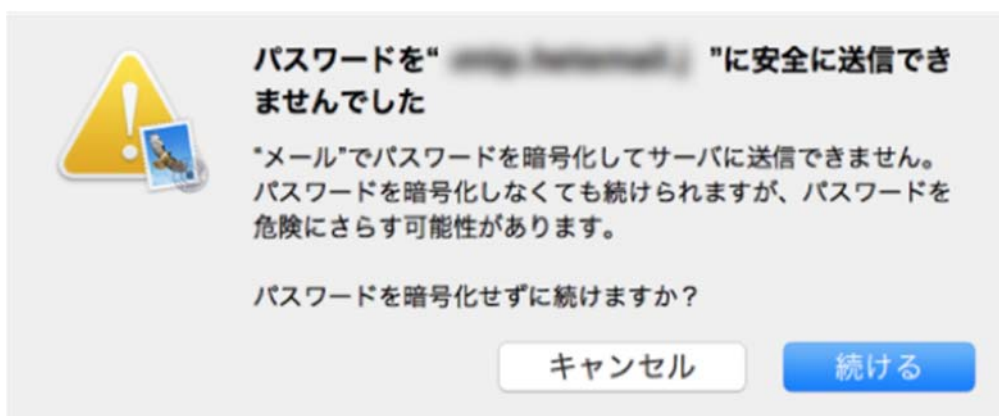 パスワードを“ ”に安全に送信でき
ませんでした
“メール”でパスワードを暗号化してサーバに送信できません。
パスワードを暗号化しなくても続けられますが、パスワードを
危険にさらす可能性があります。
パスワードを暗号化せずに続けますか？
キャンセル
続ける